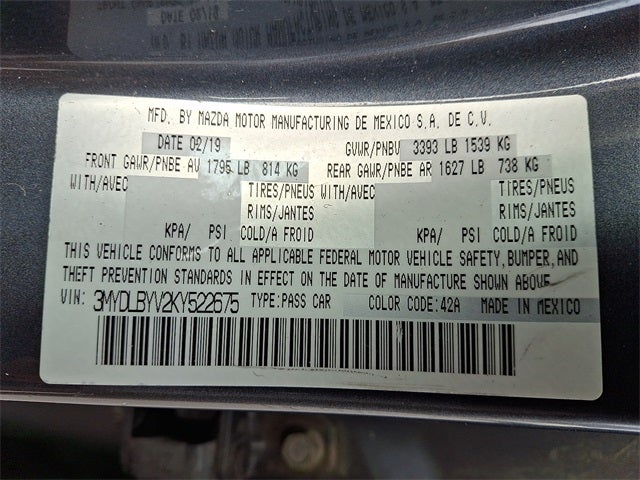 MFD. BY MAZDA MOTOR MANUFACTURING DE MEXICO S.A. DE C.V.
DATE 02/19 GVWR/PNBV 3393 LB 1539 KG
FRONT GAWR/PNBE AV 1795 LB 814 KG REAR GAWR/PNBE AR 1627 LB 738 KG
WITH/AVEC TIRES/PNEUS WITH/AVEC TIRES/PNEUS
RIMS/JANTES RIMS/JANTES
KPA/ PSI COLD/A FROID KPA/ PSI COLD/A FROID
THIS VEHICLE CONFORMS TO ALL APPLICABLE FEDERAL MOTOR VEHICLE SAFETY, BUMPER, AND
THEFT PREVENTION STANDARDS IN EFFECT ON THE DATE OF MANUFACTURE SHOWN ABOVE.
VIN: 3MYDLBYV2KY522675 TYPE: PASS CAR COLOR CODE: 42A MADE IN MEXICO